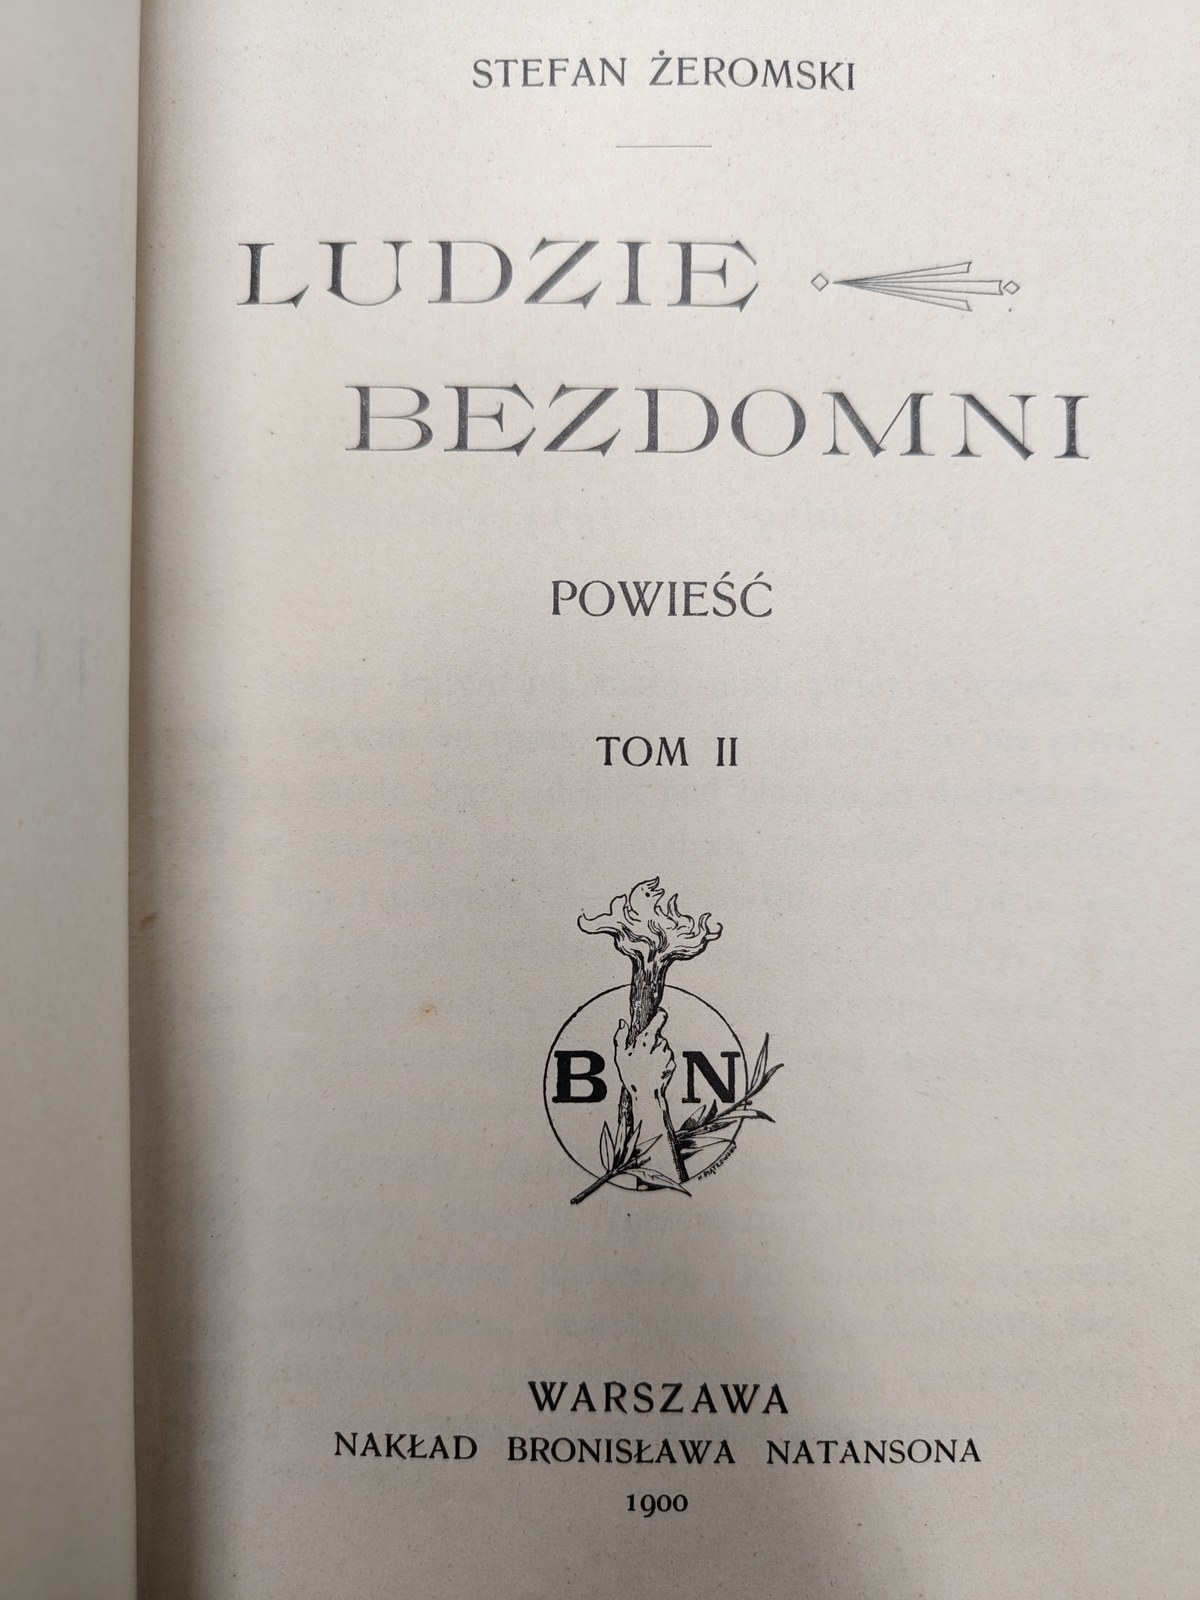 STEFAN ŻEROMSKI
LUDZIE
BEZDOMNI
POWIEŚĆ
TOM II
B N
WARSZAWA
NAKŁAD BRONISŁAWA NATANSONA
1900